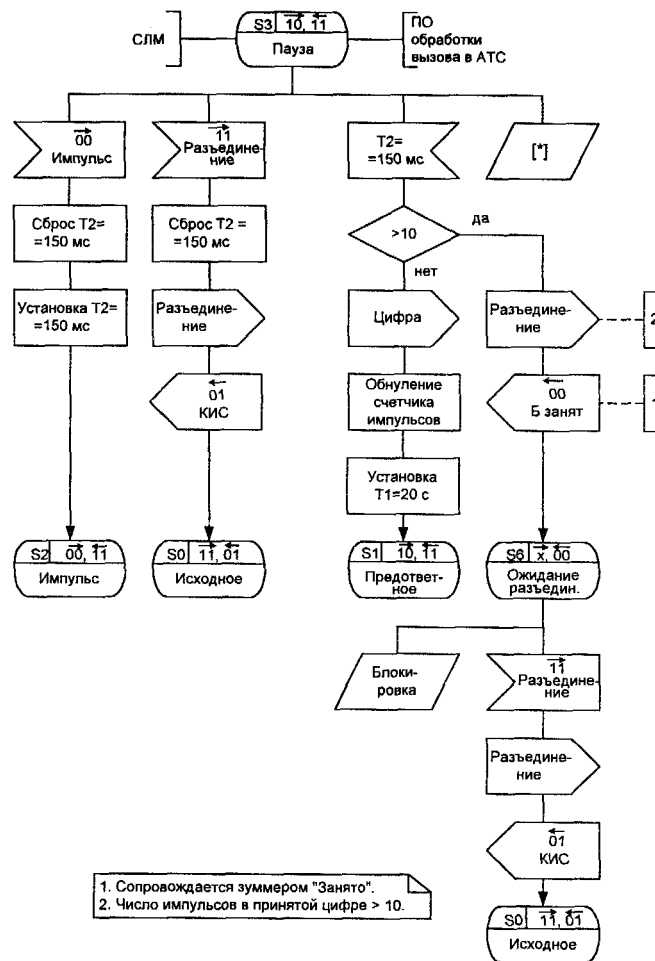 СЛМ
S3 10, 11
Пауза
ПО
обработки
вызова в АТС
00
Импульс
11
Разъедине-
ние
T2=
=150 мс
[*]
Сброс T2=
=150 мс
Сброс T2 =
=150 мс
>10
да
нет
Установка T2=
=150 мс
Разъедине-
ние
Цифра
Разъедине-
ние
2
01
КИС
Обнуление
счетчика
импульсов
00
Б занят
1
Установка
T1=20 с
S2 00, 11
Импульс
S0 11, 01
Исходное
S1 10, 11
Предответ-
ное
S6 x, 00
Ожидание
разъедин.
Блоки-
ровка
11
Разъедине-
ние
Разъедине-
ние
01
КИС
1. Сопровождается зуммером "Занято".
2. Число импульсов в принятой цифре > 10.
S0 11, 01
Исходное